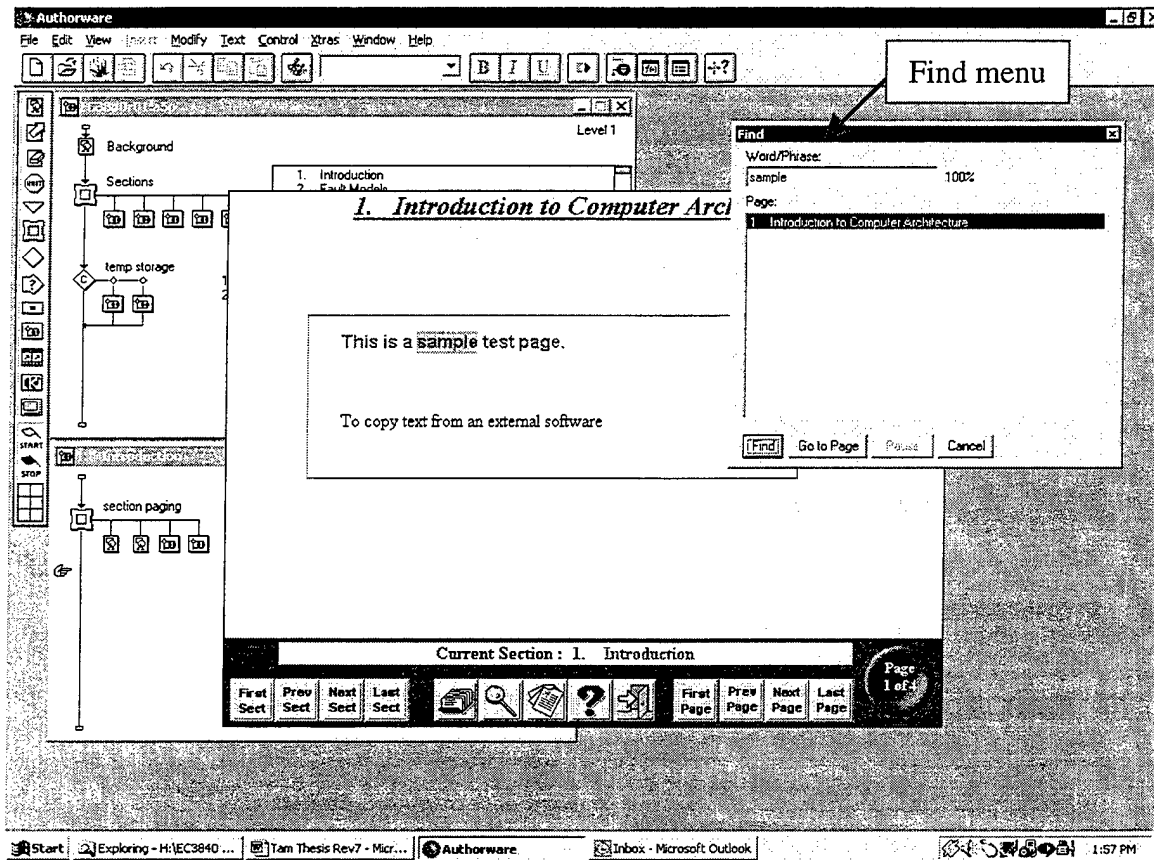 Authorware
File Edit View Insert Modify Text Control Xtras Window Help
B I U
Find menu
Level 1
Background
Sections
1. Introduction
2. Fault Models
temp storage
C
1. Introduction to Computer Arc
This is a sample test page.
To copy text from an external software
Find
Word/Phrase:
sample 100%
Page:
1. Introduction to Computer Architecture
Find Go to Page Pause Cancel
START
STOP
section paging
Current Section : 1. Introduction
First Sect Prev Sect Next Sect Last Sect
First Page Prev Page Next Page Last Page
Page
1 of
Start Exploring - H:\EC3840 ... Tam Thesis Rev7 - Micr... Authorware Inbox - Microsoft Outlook 1:57 PM